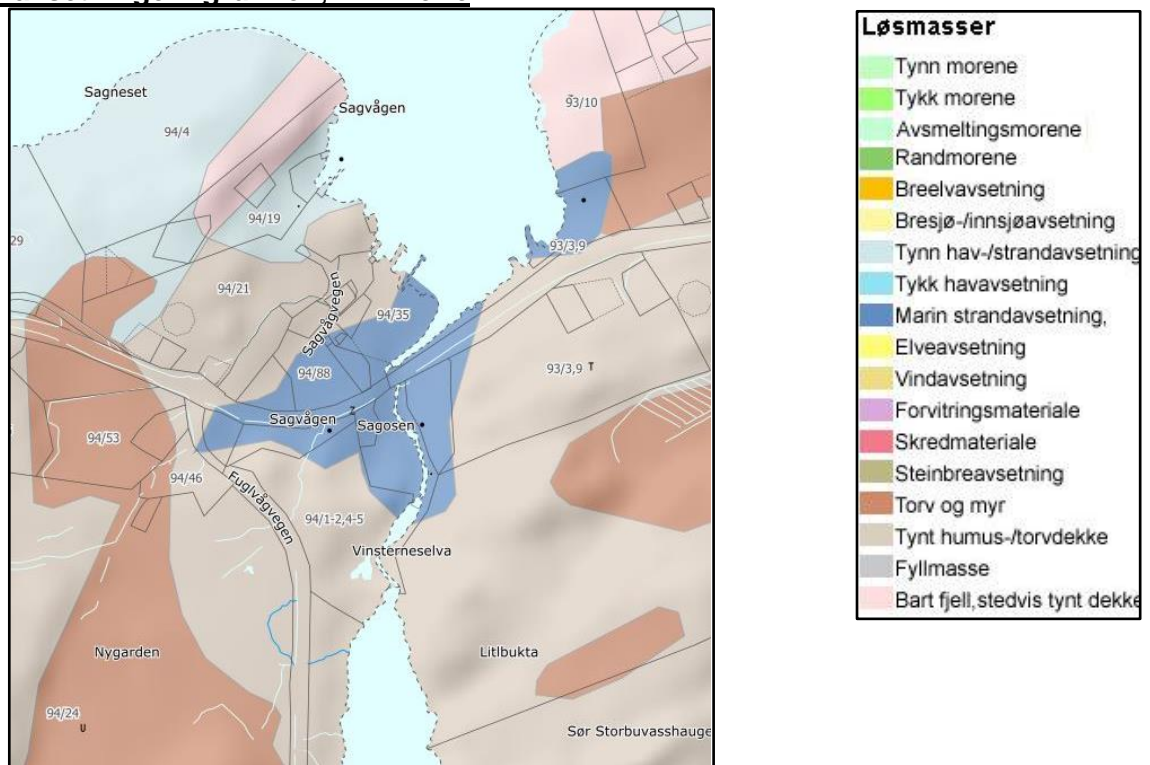 Sagneset
Sagvågen
94/4
93/10
94/19
29
93/3,9
94/21
Sagvågvegen
94/35
94/88
93/3,9 T
Sagvågen
Z
Sagosen
94/53
94/46
Fuglvågvegen
94/1-2,4-5
Vinsterneselva
Nygarden
Litlbukta
94/24
U
Sør Storbuvasshauge
Løsmasser
Tynn morene
Tykk morene
Avsmeltingsmorene
Randmorene
Breelvavsetning
Bresjø-/innsjøavsetning
Tynn hav-/strandavsetning
Tykk havavsetning
Marin strandavsetning,
Elveavsetning
Vindavsetning
Forvitringsmateriale
Skredmateriale
Steinbreavsetning
Torv og myr
Tynt humus-/torvdekke
Fyllmasse
Bart fjell,stedvis tynt dekke